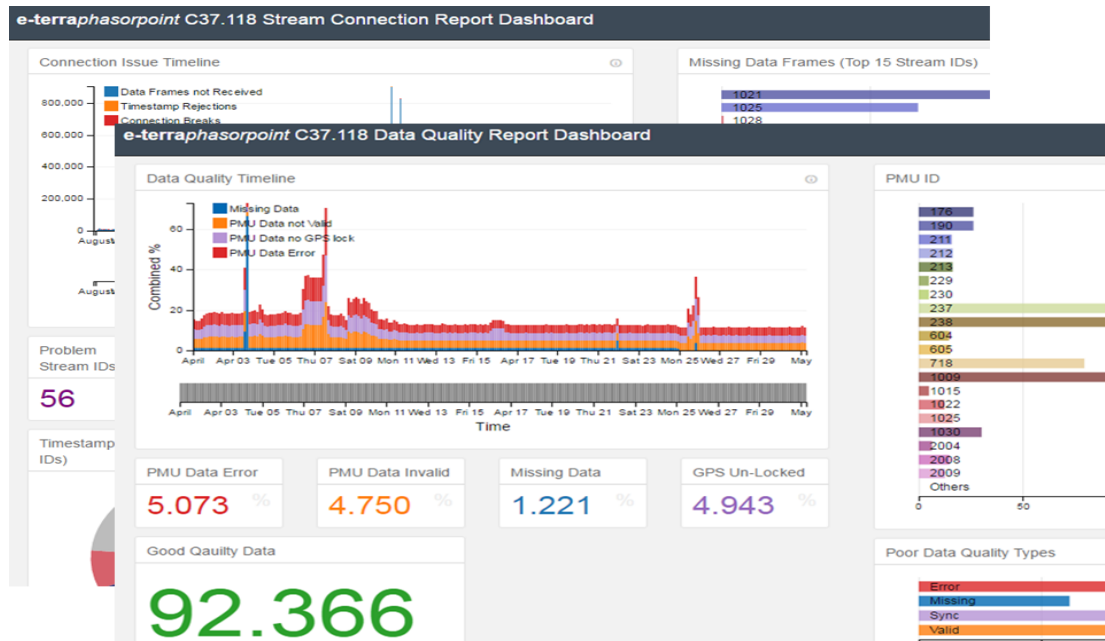 e-terraphasorpoint C37.118 Stream Connection Report Dashboard
Connection Issue Timeline
Missing Data Frames (Top 15 Stream IDs)
Data Frames not Received
Timestamp Rejections
Connection Breaks
800,000
600,000
400,000
200,000
0
August
August
1021
1025
1028
Problem
Stream IDs
56
Timestamp
IDs)
e-terraphasorpoint C37.118 Data Quality Report Dashboard
Data Quality Timeline
Missing Data
PMU Data not Valid
PMU Data no GPS lock
PMU Data Error
Combined %
60
40
20
0
April Apr 03 Tue 05 Thu 07 Sat 09 Mon 11 Wed 13 Fri 15 Apr 17 Tue 19 Thu 21 Sat 23 Mon 25 Wed 27 Fri 29 May
April Apr 03 Tue 05 Thu 07 Sat 09 Mon 11 Wed 13 Fri 15 Apr 17 Tue 19 Thu 21 Sat 23 Mon 25 Wed 27 Fri 29 May
Time
PMU Data Error
5.073 %
PMU Data Invalid
4.750 %
Missing Data
1.221 %
GPS Un-Locked
4.943 %
Good Qauilty Data
92.366
PMU ID
176
190
211
212
213
229
230
237
238
604
605
718
1009
1015
1022
1025
1030
2004
2008
2009
Others
0 50
Poor Data Quality Types
Error
Missing
Sync
Valid